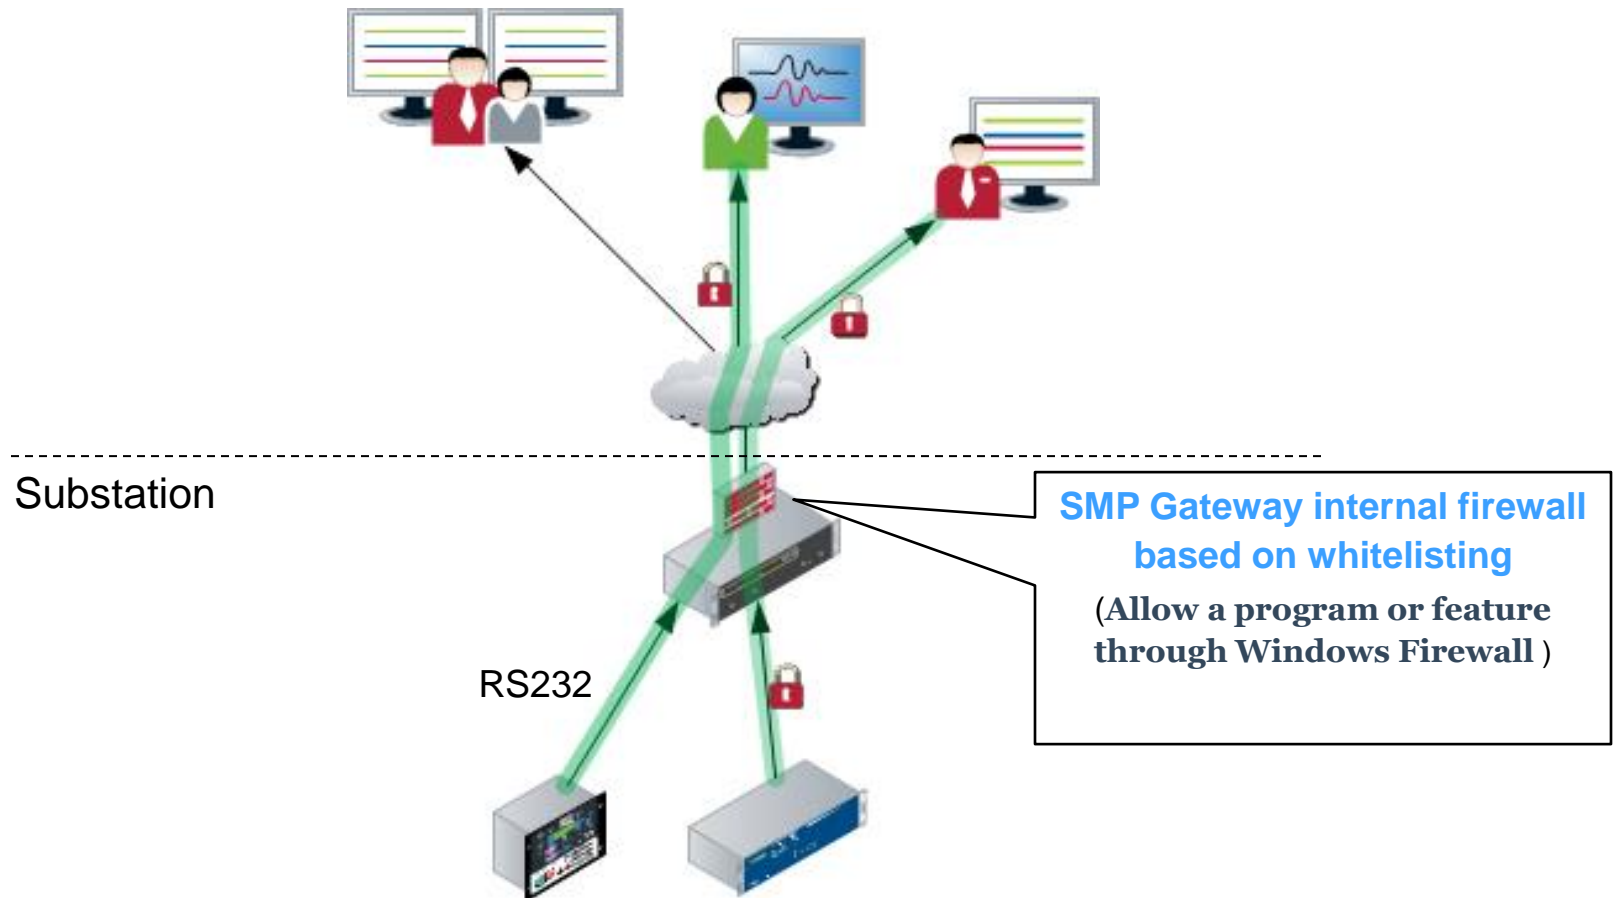 Substation
SMP Gateway internal firewall
based on whitelisting
(Allow a program or feature
through Windows Firewall )
RS232